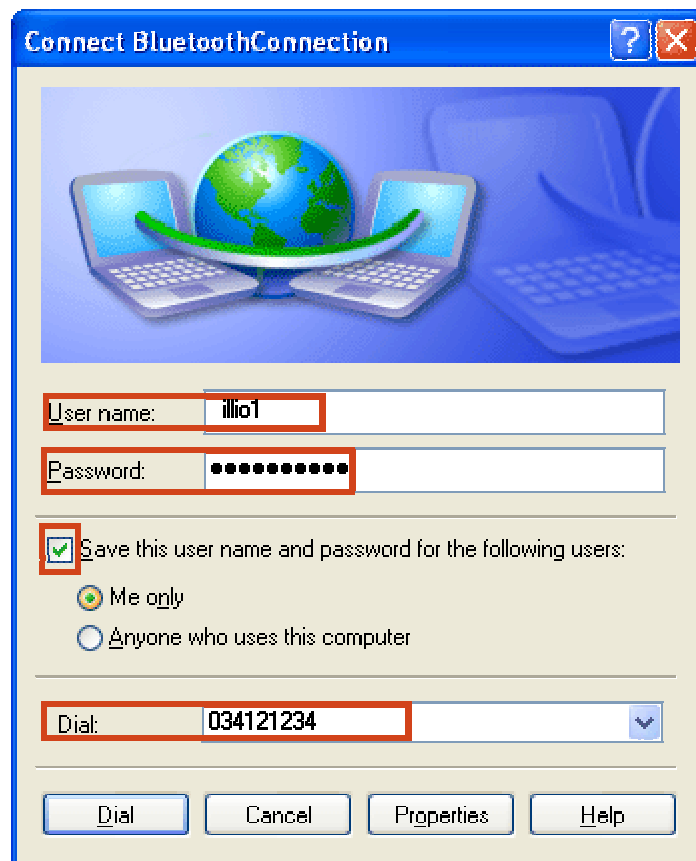 Connect BluetoothConnection
User name: illio1
Password: ●●●●●●●●●●
Save this user name and password for the following users:
Me only
Anyone who uses this computer
Dial: 034121234
Dial Cancel Properties Help